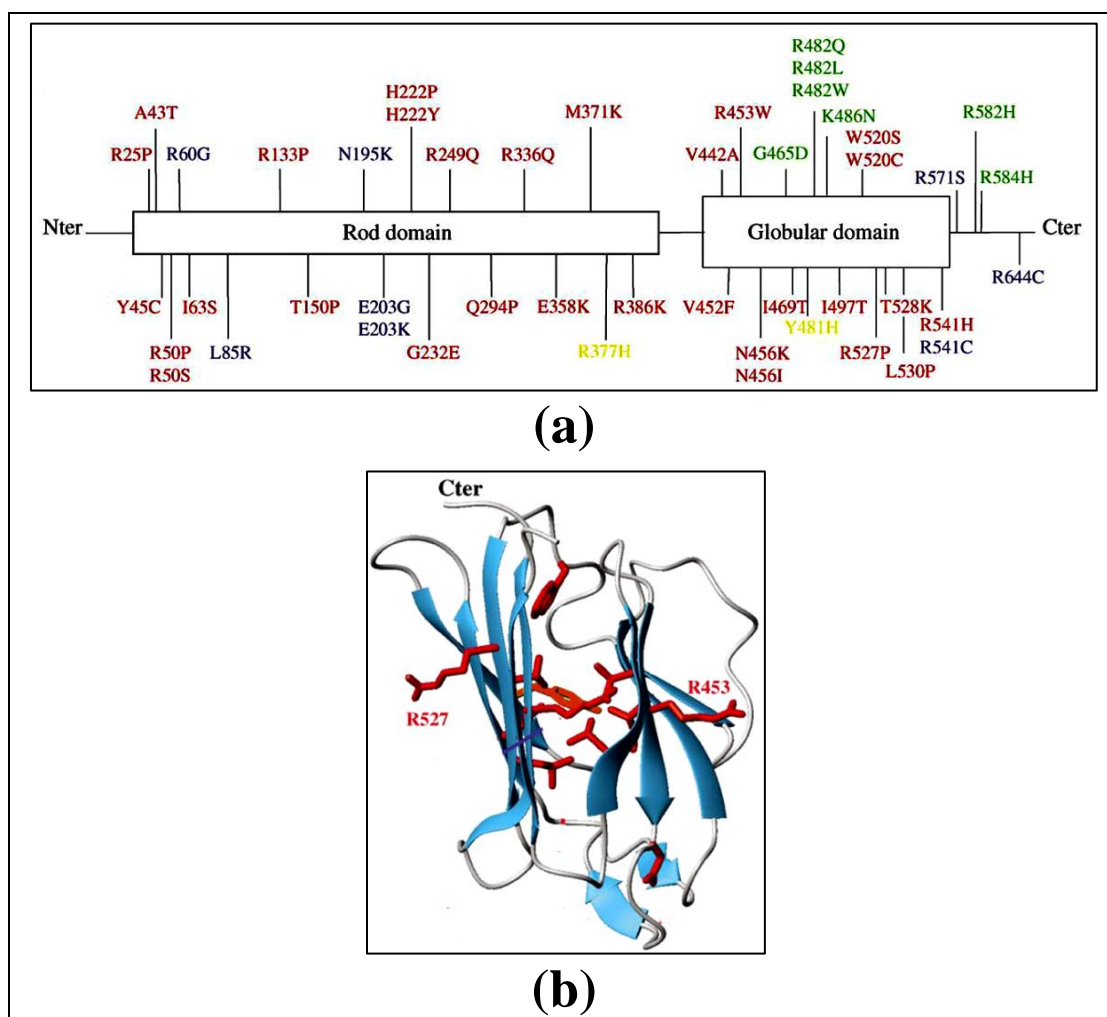 R482Q
R482L
R482W
H222P
H222Y
A43T
M371K
R453W
K486N
R582H
W520S
W520C
R25P
R60G
R133P
N195K
R249Q
R336Q
V442A
G465D
R571S
R584H
Nter
Rod domain
Globular domain
Cter
R644C
Y45C
I63S
T150P
E203G
E203K
Q294P
E358K
R386K
V452F
I469T
I497T
T528K
Y481H
R541H
R541C
R50P
R50S
L85R
G232E
R377H
N456K
N456I
R527P
L530P
(a)
Cter
R453
R527
(b)